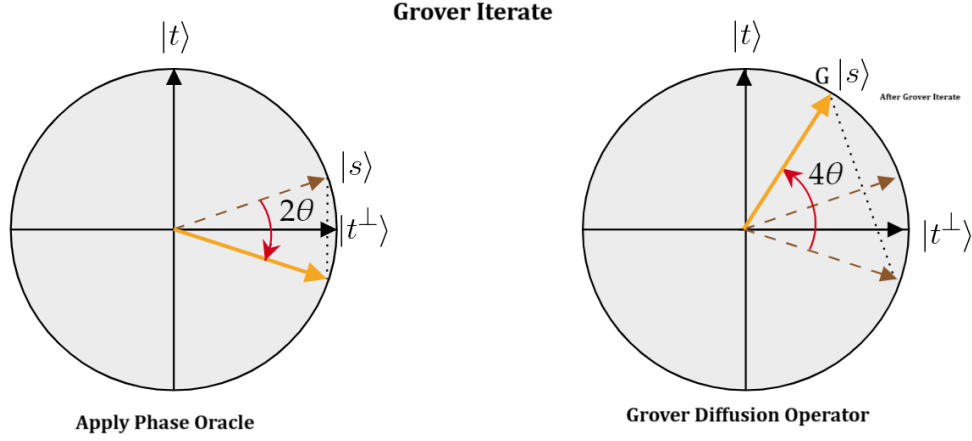 Grover Iterate
|t⟩
|s⟩
2θ
|t⊥⟩
Apply Phase Oracle
|t⟩
G |s⟩
After Grover Iterate
4θ
|t⊥⟩
Grover Diffusion Operator